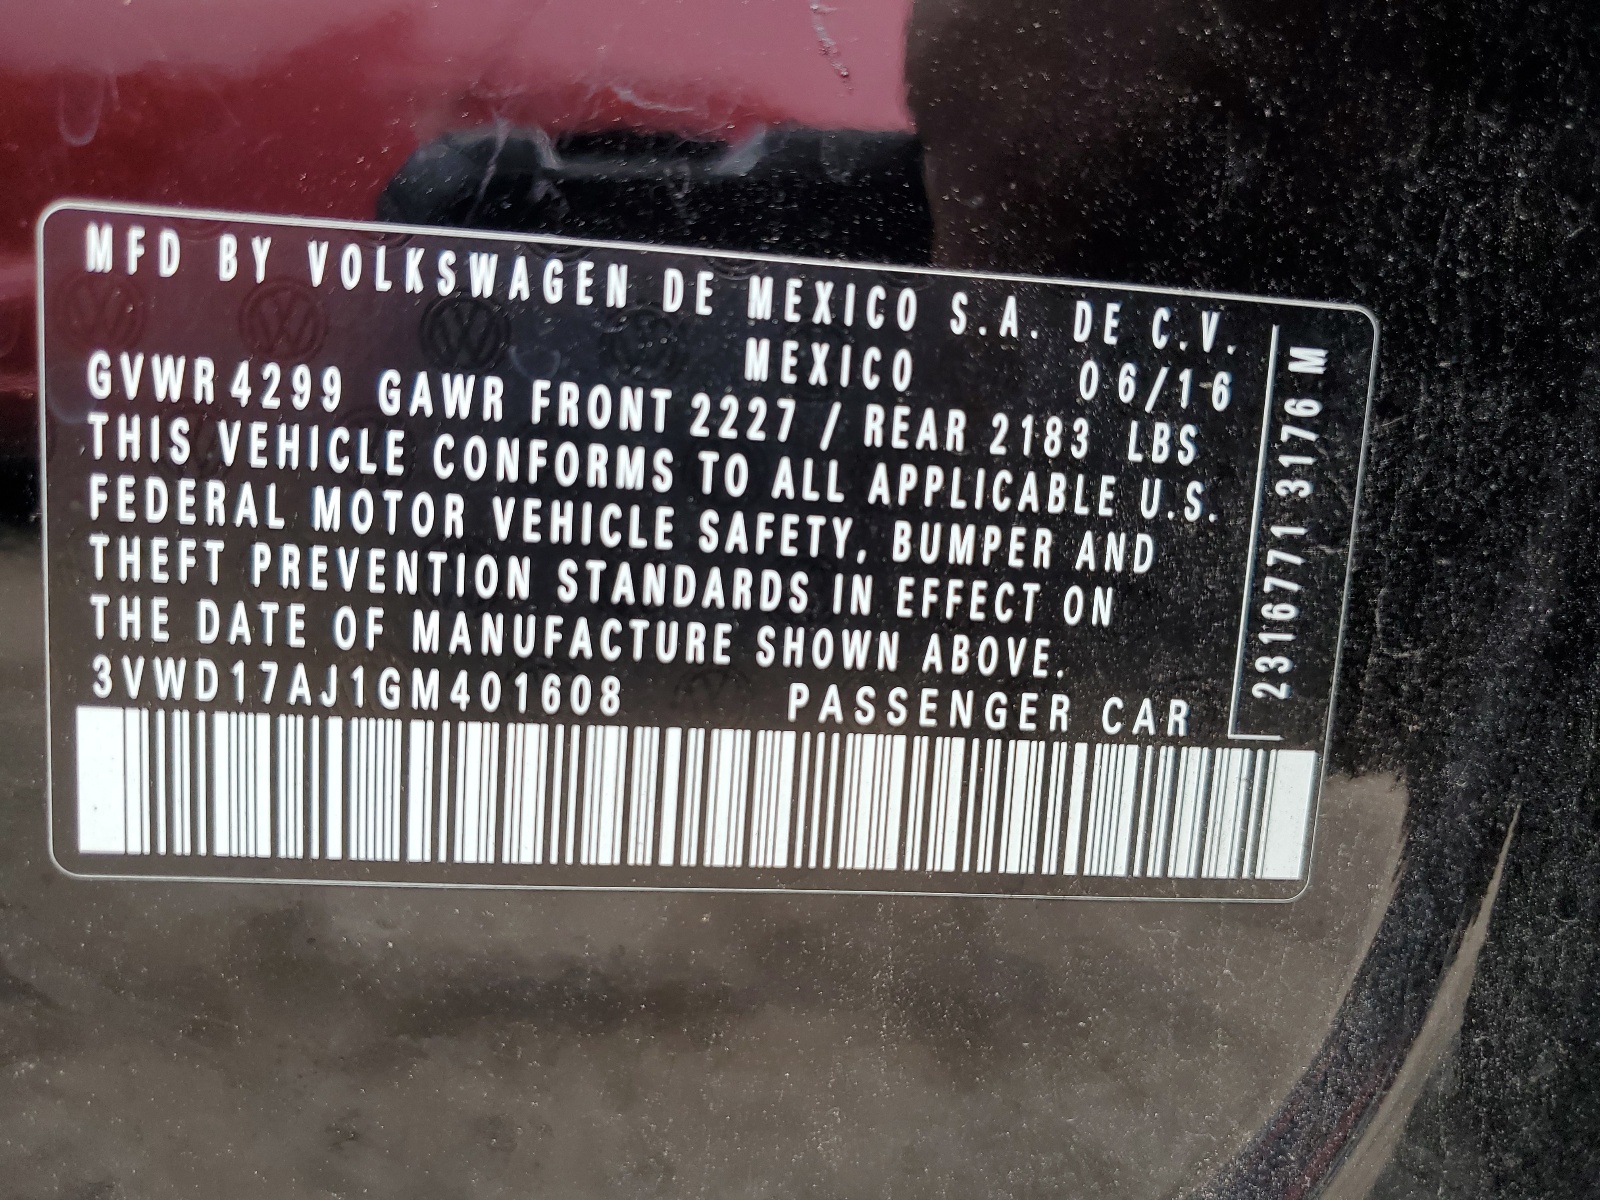 MFD BY VOLKSWAGEN DE MEXICO S.A. DE C.V.
MEXICO 06/16
GVWR 4299 GAWR FRONT 2227 / REAR 2183 LBS
THIS VEHICLE CONFORMS TO ALL APPLICABLE U.S.
FEDERAL MOTOR VEHICLE SAFETY, BUMPER AND
THEFT PREVENTION STANDARDS IN EFFECT ON
THE DATE OF MANUFACTURE SHOWN ABOVE.
3VWD17AJ1GM401608 PASSENGER CAR
2316771 3176 M